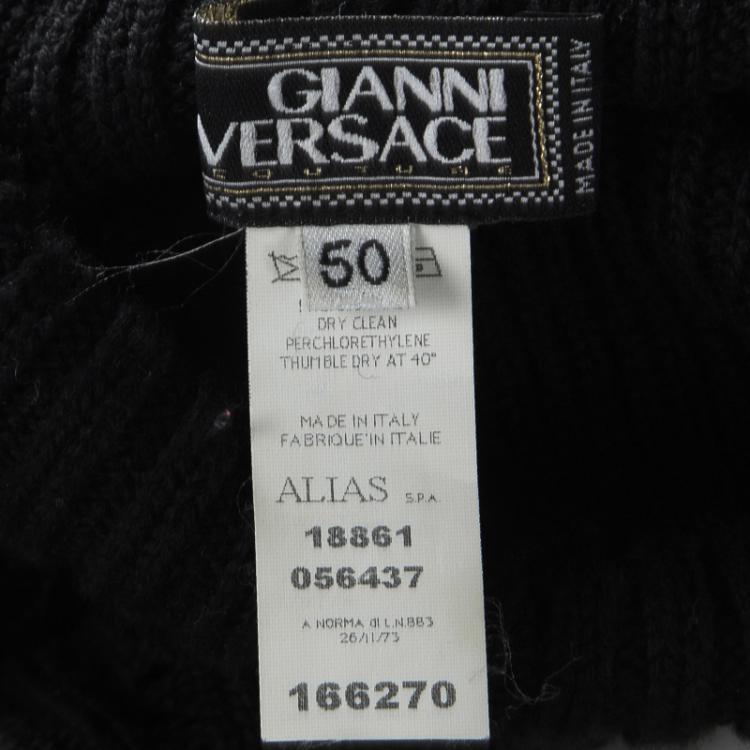 GIANNI
VERSACE
MADE IN ITALY
50
DRY CLEAN
PERCHLORETHYLENE
THUMBLE DRY AT 40°
MADE IN ITALY
FABRIQUE'IN ITALIE
ALIAS S.P.A.
18861
056437
A NORMA di L.N.883
26/11/73
166270